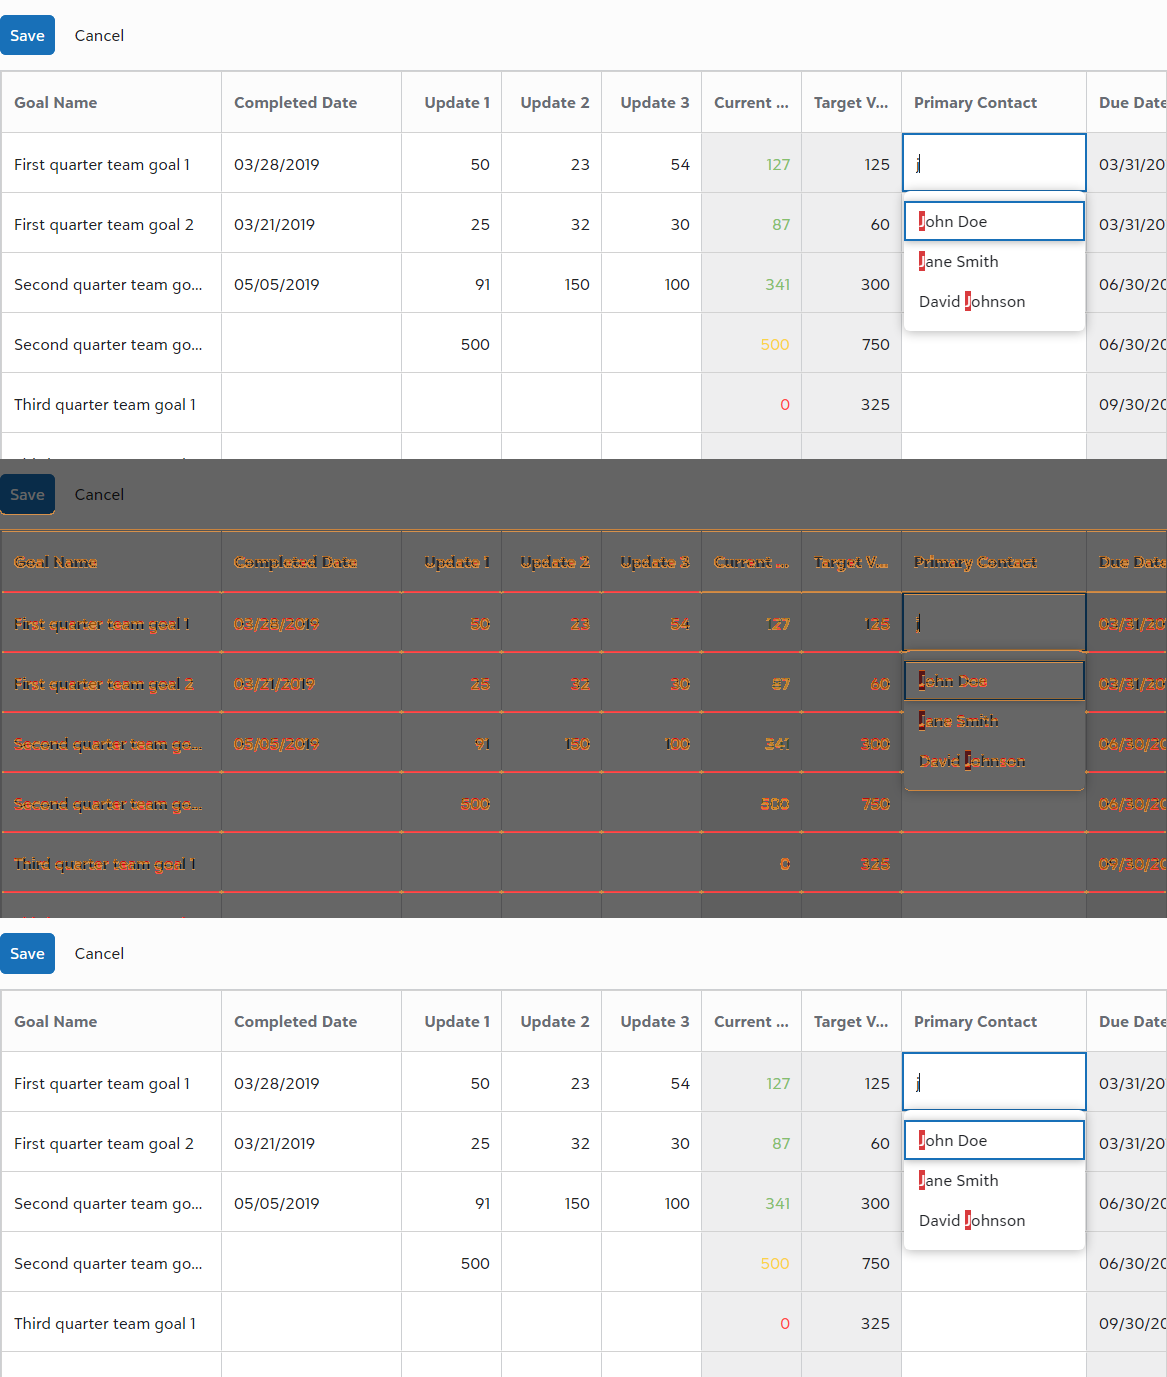 Save Cancel
Goal Name Completed Date Update 1 Update 2 Update 3 Current ... Target V... Primary Contact Due Date
First quarter team goal 1 03/28/2019 50 23 54 127 125 j 03/31/20
First quarter team goal 2 03/21/2019 25 32 30 87 60 John Doe 03/31/20
Second quarter team go... 05/05/2019 91 150 100 341 300 Jane Smith 06/30/20
David Johnson
Second quarter team go... 500 500 750 06/30/20
Third quarter team goal 1 0 325 09/30/20
Save Cancel
Goal Name Completed Date Update 1 Update 2 Update 3 Current ... Target V... Primary Contact Due Date
First quarter team goal 1 03/28/2019 50 23 54 127 125 j 03/31/20
First quarter team goal 2 03/21/2019 25 32 30 87 60 John Doe 03/31/20
Second quarter team go... 05/05/2019 91 150 100 341 300 Jane Smith 06/30/20
David Johnson
Second quarter team go... 500 500 750 06/30/20
Third quarter team goal 1 0 325 09/30/20
Save Cancel
Goal Name Completed Date Update 1 Update 2 Update 3 Current ... Target V... Primary Contact Due Date
First quarter team goal 1 03/28/2019 50 23 54 127 125 j 03/31/20
First quarter team goal 2 03/21/2019 25 32 30 87 60 John Doe 03/31/20
Second quarter team go... 05/05/2019 91 150 100 341 300 Jane Smith 06/30/20
David Johnson
Second quarter team go... 500 500 750 06/30/20
Third quarter team goal 1 0 325 09/30/20